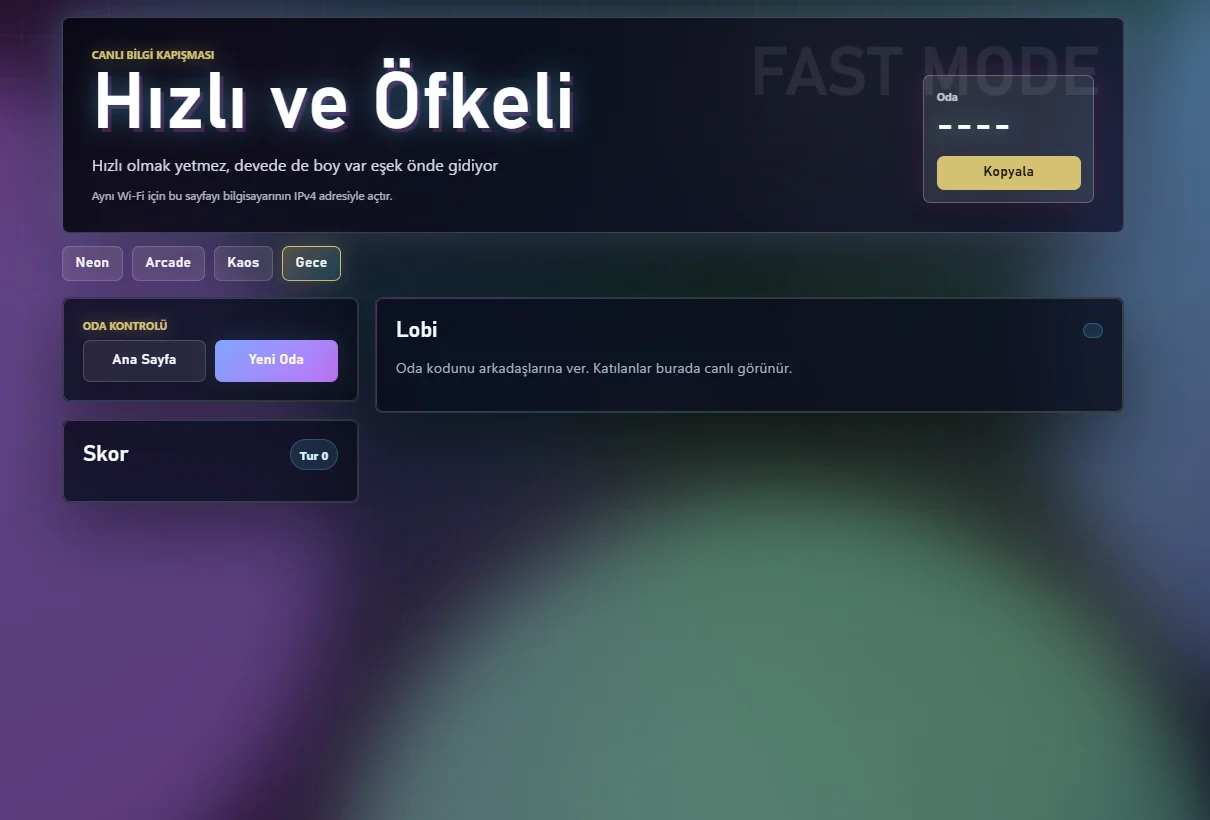 CANLI BİLGİ KAPIŞMASI
Hızlı ve Öfkeli
FAST MODE
Hızlı olmak yetmez, devede de boy var eşek önde gidiyor
Aynı Wi-Fi için bu sayfayı bilgisayarının IPv4 adresiyle açtır.
Oda
----
Kopyala
Neon
Arcade
Kaos
Gece
ODA KONTROLÜ
Ana Sayfa
Yeni Oda
Skor
Tur 0
Lobi
Oda kodunu arkadaşlarına ver. Katılanlar burada canlı görünür.